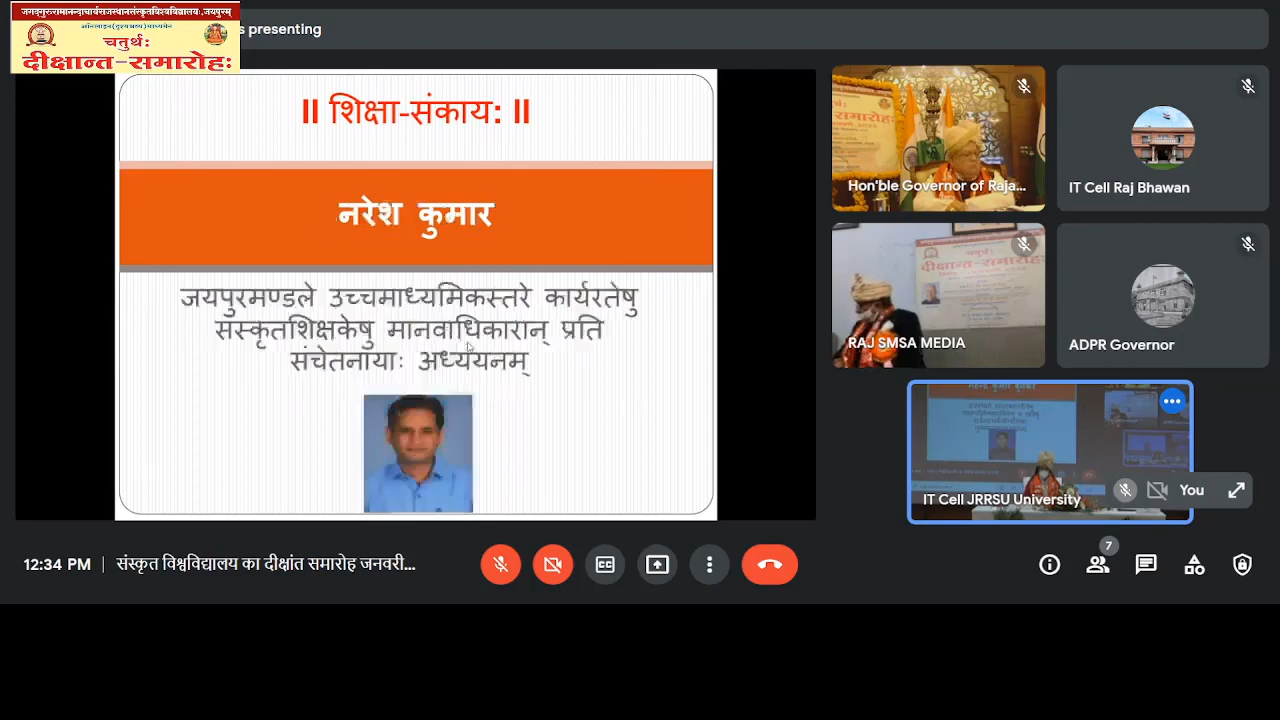 जगद्गुरुरामानन्दाचार्यराजस्थानसंस्कृतविश्वविद्यालयः, जयपुरम्
चतुर्थः
दीक्षान्त-समारोहः
s presenting
॥ शिक्षा-संकाय: ॥
नरेश कुमार
जयपुरमण्डले उच्चमाध्यमिकस्तरे कार्यरतेषु
संस्कृतशिक्षकेषु मानवाधिकारान् प्रति
संचेतनायाः अध्ययनम्
Hon'ble Governor of Raja...
IT Cell Raj Bhawan
चतुर्थः
दीक्षान्त-समारोहः
RAJ SMSA MEDIA
ADPR Governor
IT Cell JRRSU University
You
12:34 PM
संस्कृत विश्वविद्यालय का दीक्षांत समारोह जनवरी...
CC
7